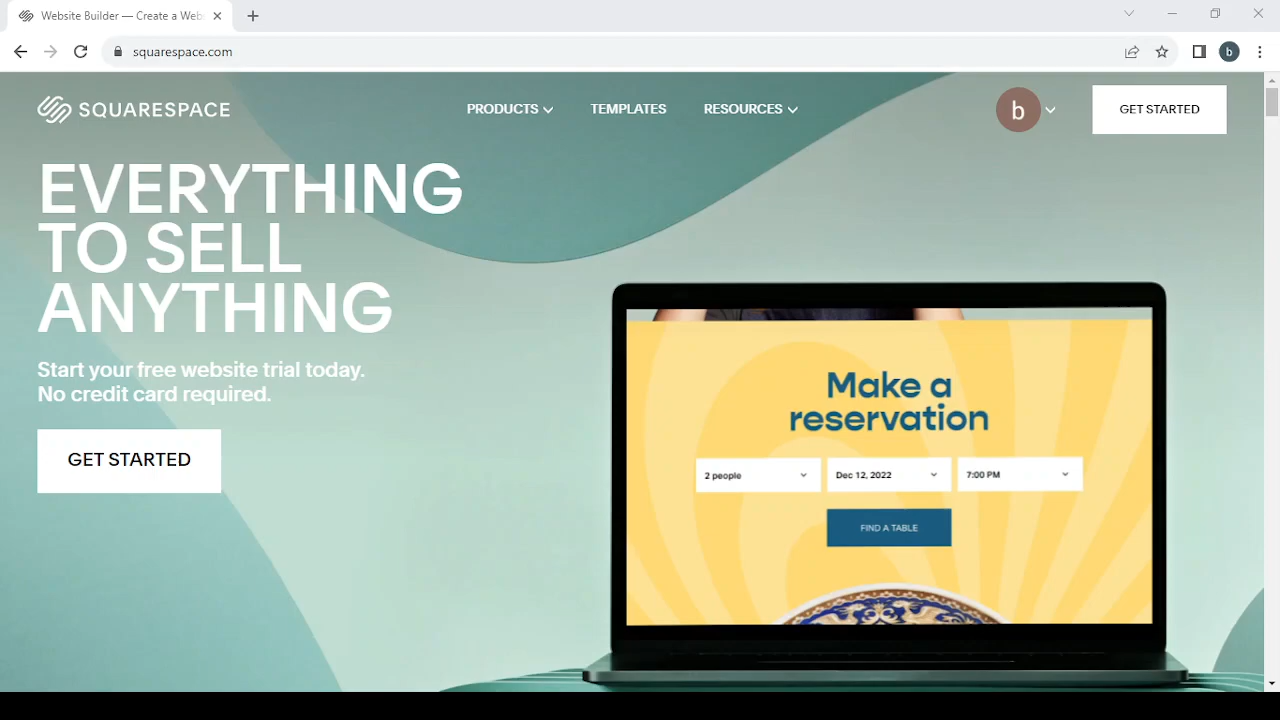 Website Builder — Create a Web
squarespace.com
b
SQUARESPACE
PRODUCTS
TEMPLATES
RESOURCES
b
GET STARTED
EVERYTHING
TO SELL
ANYTHING
Start your free website trial today.
No credit card required.
GET STARTED
Make a
reservation
2 people
Dec 12, 2022
7:00 PM
FIND A TABLE